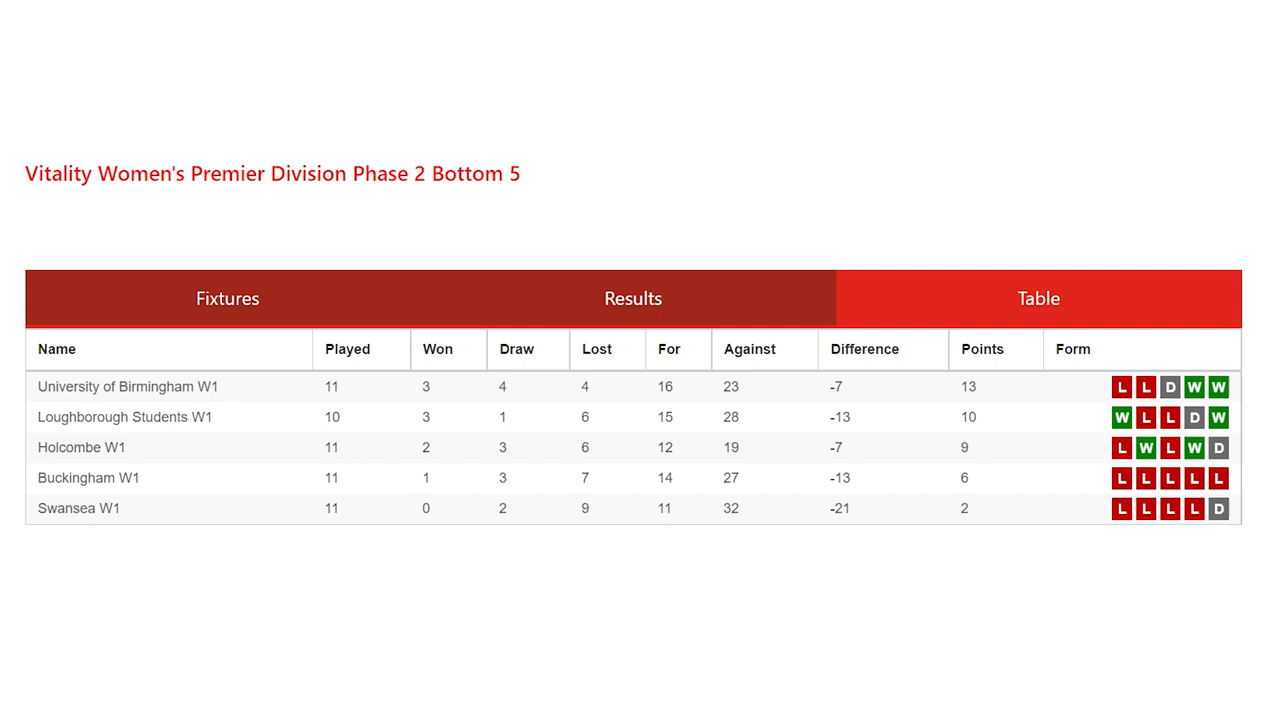 Vitality Women's Premier Division Phase 2 Bottom 5
Fixtures Results Table
Name Played Won Draw Lost For Against Difference Points Form
University of Birmingham W1 11 3 4 4 16 23 -7 13 L L D W W
Loughborough Students W1 10 3 1 6 15 28 -13 10 W L L D W
Holcombe W1 11 2 3 6 12 19 -7 9 L W L W D
Buckingham W1 11 1 3 7 14 27 -13 6 L L L L L
Swansea W1 11 0 2 9 11 32 -21 2 L L L L D